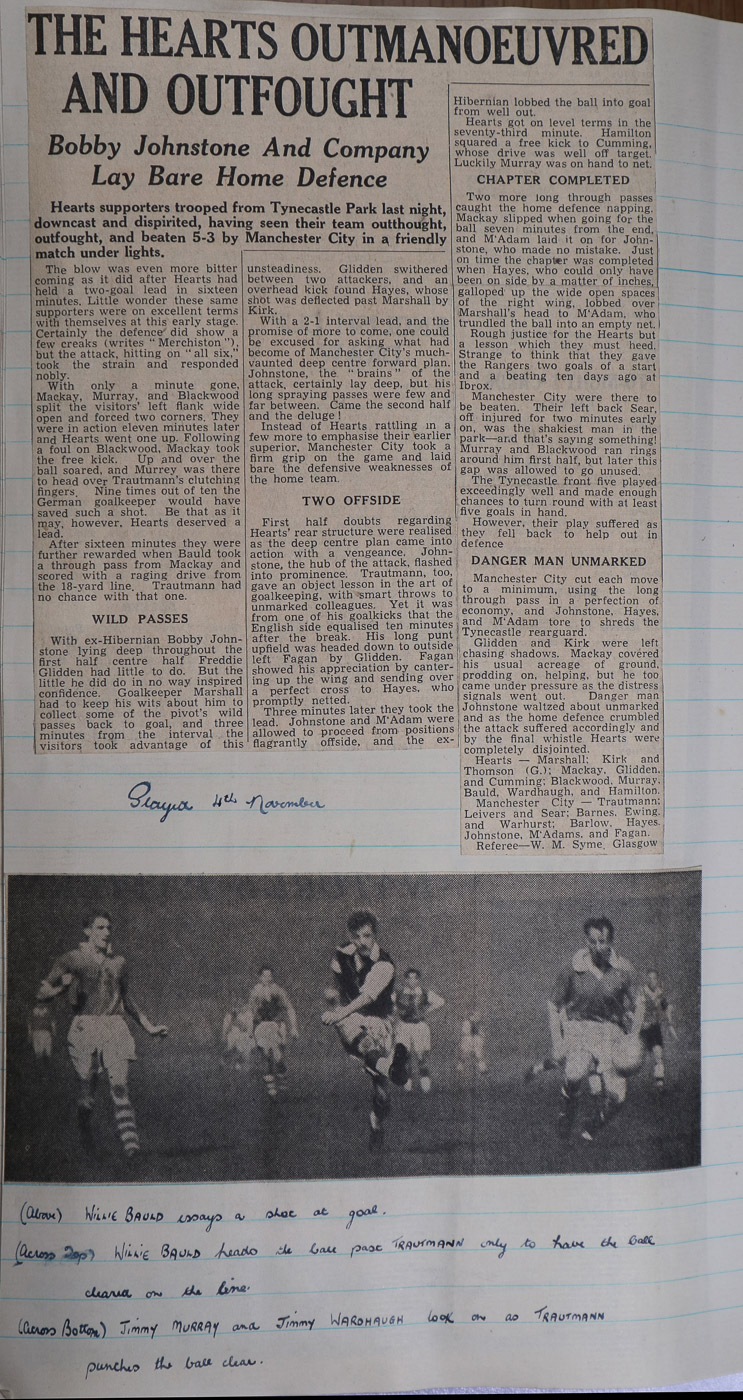 THE HEARTS OUTMANOEUVRED
AND OUTFOUGHT
Bobby Johnstone And Company
Lay Bare Home Defence
Hearts supporters trooped from Tynecastle Park last night,
downcast and dispirited, having seen their team outthought,
outfought, and beaten 5-3 by Manchester City in a friendly
match under lights.
The blow was even more bitter
coming as it did after Hearts had
held a two-goal lead in sixteen
minutes. Little wonder these same
supporters were on excellent terms
with themselves at this early stage.
Certainly the defence did show a
few creaks (writes "Merchiston"),
but the attack, hitting on "all six,"
took the strain and responded
nobly.
With only a minute gone,
Mackay, Murray, and Blackwood
split the visitors' left flank wide
open and forced two corners. They
were in action eleven minutes later
and Hearts went one up. Following
a foul on Blackwood, Mackay took
the free kick. Up and over the
ball soared, and Murrey was there
to head over Trautmann's clutching
fingers. Nine times out of ten the
German goalkeeper would have
saved such a shot. Be that as it
may, however, Hearts deserved a
lead.
After sixteen minutes they were
further rewarded when Bauld took
a through pass from Mackay and
scored with a raging drive from
the 18-yard line. Trautmann had
no chance with that one.
WILD PASSES
With ex-Hibernian Bobby John-
stone lying deep throughout the
first half centre half Freddie
Glidden had little to do. But the
little he did do in no way inspired
confidence. Goalkeeper Marshall
had to keep his wits about him to
collect some of the pivot's wild
passes back to goal, and three
minutes from the interval the
visitors took advantage of this
unsteadiness. Glidden swithered
between two attackers, and an
overhead kick found Hayes, whose
shot was deflected past Marshall by
Kirk.
With a 2-1 interval lead, and the
promise of more to come, one could
be excused for asking what had
become of Manchester City's much-
vaunted deep centre forward plan.
Johnstone, the "brains" of the
attack, certainly lay deep, but his
long spraying passes were few and
far between. Came the second half
and the deluge!
Instead of Hearts rattling in a
few more to emphasise their earlier
superior, Manchester City took a
firm grip on the game and laid
bare the defensive weaknesses of
the home team.
TWO OFFSIDE
First half doubts regarding
Hearts' rear structure were realised
as the deep centre plan came into
action with a vengeance. John-
stone, the hub of the attack, flashed
into prominence. Trautmann, too,
gave an object lesson in the art of
goalkeeping, with smart throws to
unmarked colleagues. Yet it was
from one of his goalkicks that the
English side equalised ten minutes
after the break. His long punt
upfield was headed down to outside
left Fagan by Glidden. Fagan
showed his appreciation by canter-
ing up the wing and sending over
a perfect cross to Hayes, who
promptly netted.
Three minutes later they took the
lead. Johnstone and M'Adam were
allowed to proceed from positions
flagrantly offside, and the ex-
Hibernian lobbed the ball into goal
from well out.
Hearts got on level terms in the
seventy-third minute. Hamilton
squared a free kick to Cumming,
whose drive was well off target.
Luckily Murray was on hand to net.
CHAPTER COMPLETED
Two more long through passes
caught the home defence napping.
Mackay slipped when going for the
ball seven minutes from the end,
and M'Adam laid it on for John-
stone, who made no mistake. Just
on time the chapter was completed
when Hayes, who could only have
been on side by a matter of inches,
galloped up the wide open spaces
of the right wing, lobbed over
Marshall's head to M'Adam, who
trundled the ball into an empty net.
Rough justice for the Hearts but
a lesson which they must heed.
Strange to think that they gave
the Rangers two goals of a start
and a beating ten days ago at
Ibrox.
Manchester City were there to
be beaten. Their left back Sear,
off injured for two minutes early
on, was the shakiest man in the
park—and that's saying something!
Murray and Blackwood ran rings
around him first half, but later this
gap was allowed to go unused.
The Tynecastle front five played
exceedingly well and made enough
chances to turn round with at least
five goals in hand.
However, their play suffered as
they fell back to help out in
defence
DANGER MAN UNMARKED
Manchester City cut each move
to a minimum, using the long
through pass in a perfection of
economy, and Johnstone, Hayes,
and M'Adam tore to shreds the
Tynecastle rearguard.
Glidden and Kirk were left
chasing shadows. Mackay covered
his usual acreage of ground,
prodding on, helping, but he too
came under pressure as the distress
signals went out. Danger man
Johnstone waltzed about unmarked
and as the home defence crumbled
the attack suffered accordingly and
by the final whistle Hearts were
completely disjointed.
Hearts — Marshall; Kirk and
Thomson (G.); Mackay, Glidden,
and Cumming; Blackwood, Murray,
Bauld, Wardhaugh, and Hamilton.
Manchester City — Trautmann;
Leivers and Sear; Barnes, Ewing,
and Warhurst; Barlow, Hayes,
Johnstone, M'Adams, and Fagan.
Referee—W. M. Syme, Glasgow
Played 4th November
(Above) WILLIE BAULD essays a shot at goal.
(Across Top) WILLIE BAULD heads the ball past TRAUTMANN only to have the ball
cleared on the line.
(Across Bottom) Jimmy MURRAY and Jimmy WARDHAUGH look on as TRAUTMANN
punches the ball clear.